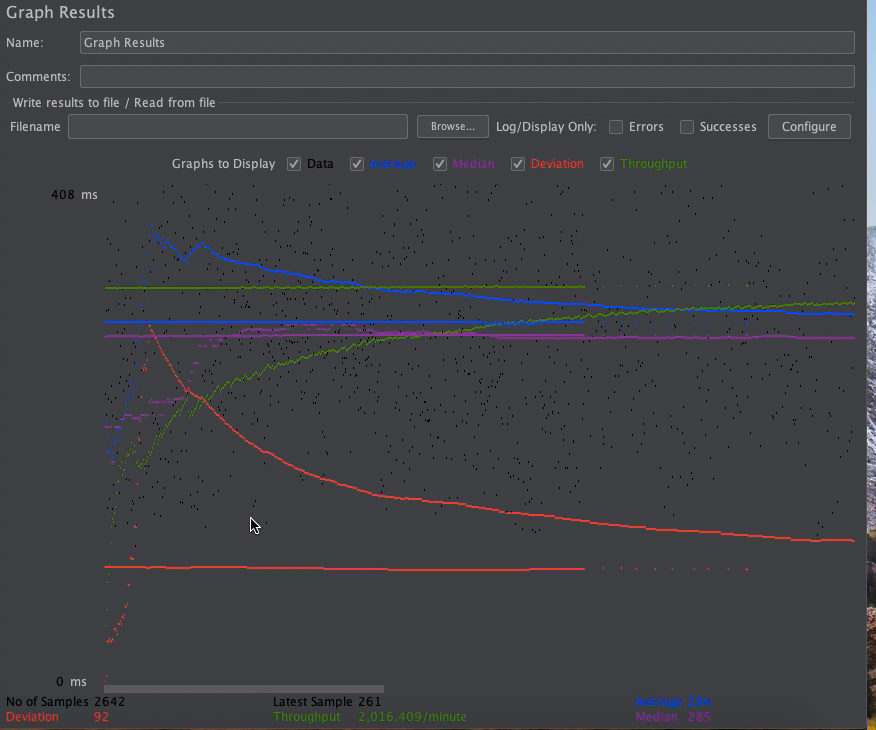 Graph Results
Name: Graph Results
Comments:
Write results to file / Read from file
Filename Browse... Log/Display Only: Errors Successes Configure
Graphs to Display Data Average Median Deviation Throughput
408 ms
0 ms
No of Samples 2642 Latest Sample 261 Average 294
Deviation 92 Throughput 2,016.409/minute Median 285